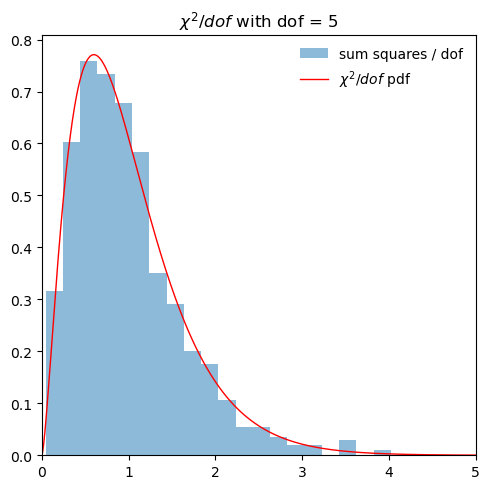 χ²/dof with dof = 5
sum squares / dof
χ²/dof pdf
0.8
0.7
0.6
0.5
0.4
0.3
0.2
0.1
0.0
0 1 2 3 4 5